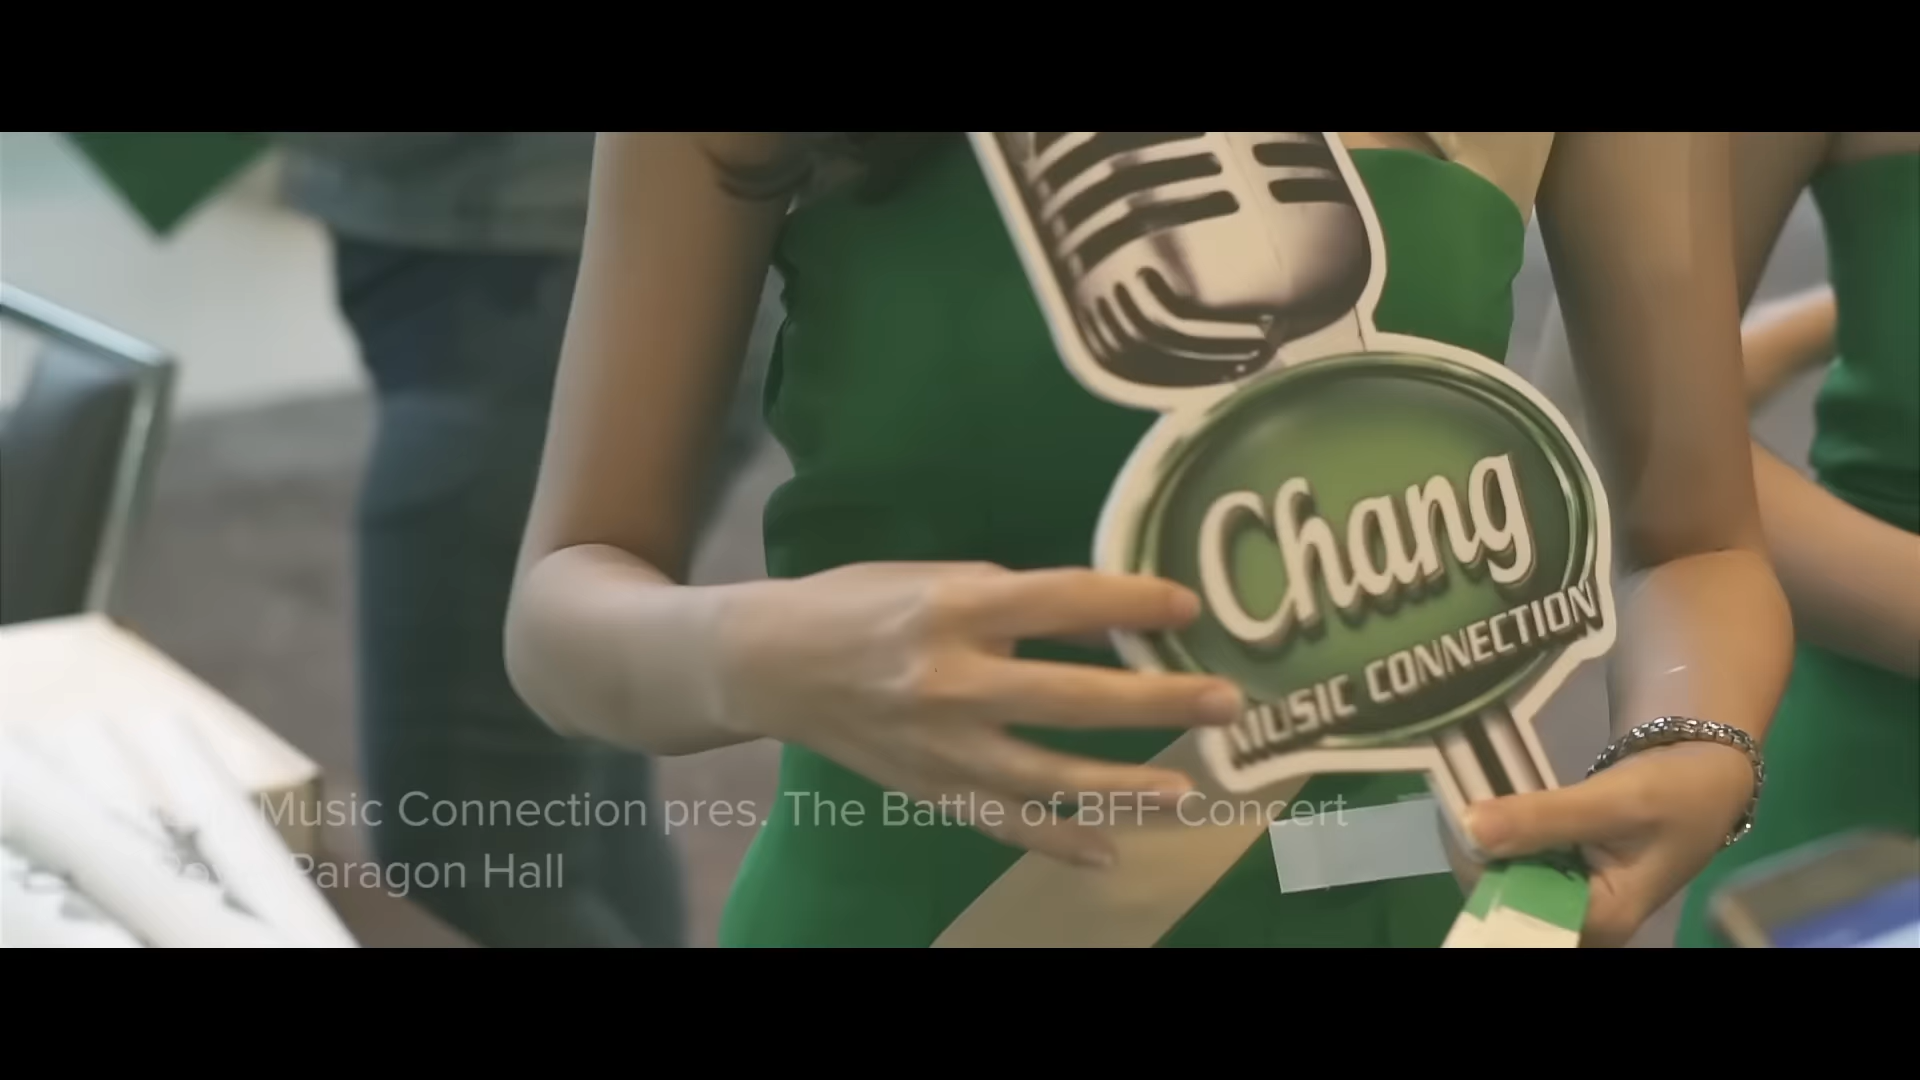 Chang
MUSIC CONNECTION
Music Connection pres. The Battle of BFF Concert
Paragon Hall